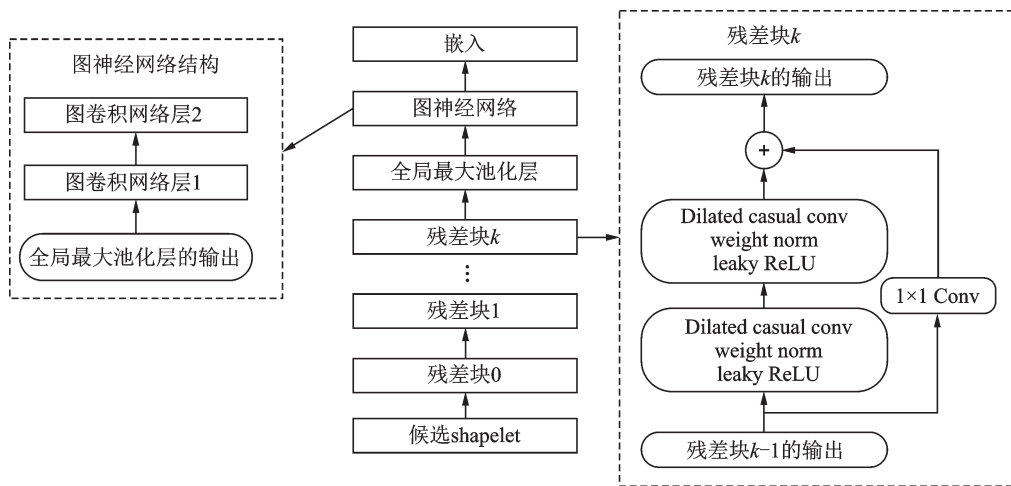 图神经网络结构
图卷积网络层2
图卷积网络层1
全局最大池化层的输出
嵌入
图神经网络
全局最大池化层
残差块k
⋮
残差块1
残差块0
候选shapelet
残差块k
残差块k的输出
+
Dilated casual conv
weight norm
leaky ReLU
1×1 Conv
Dilated casual conv
weight norm
leaky ReLU
残差块k−1的输出